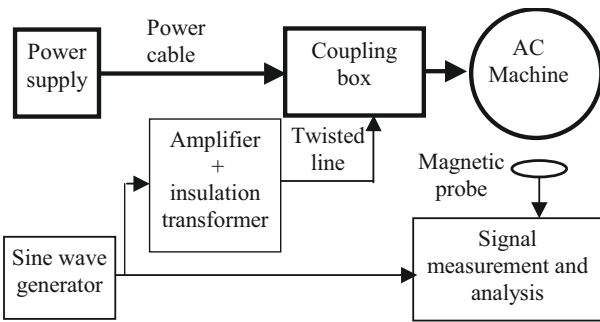 Power
supply
Power
cable
Coupling
box
AC
Machine
Amplifier
+
insulation
transformer
Twisted
line
Magnetic
probe
Sine wave
generator
Signal
measurement and
analysis